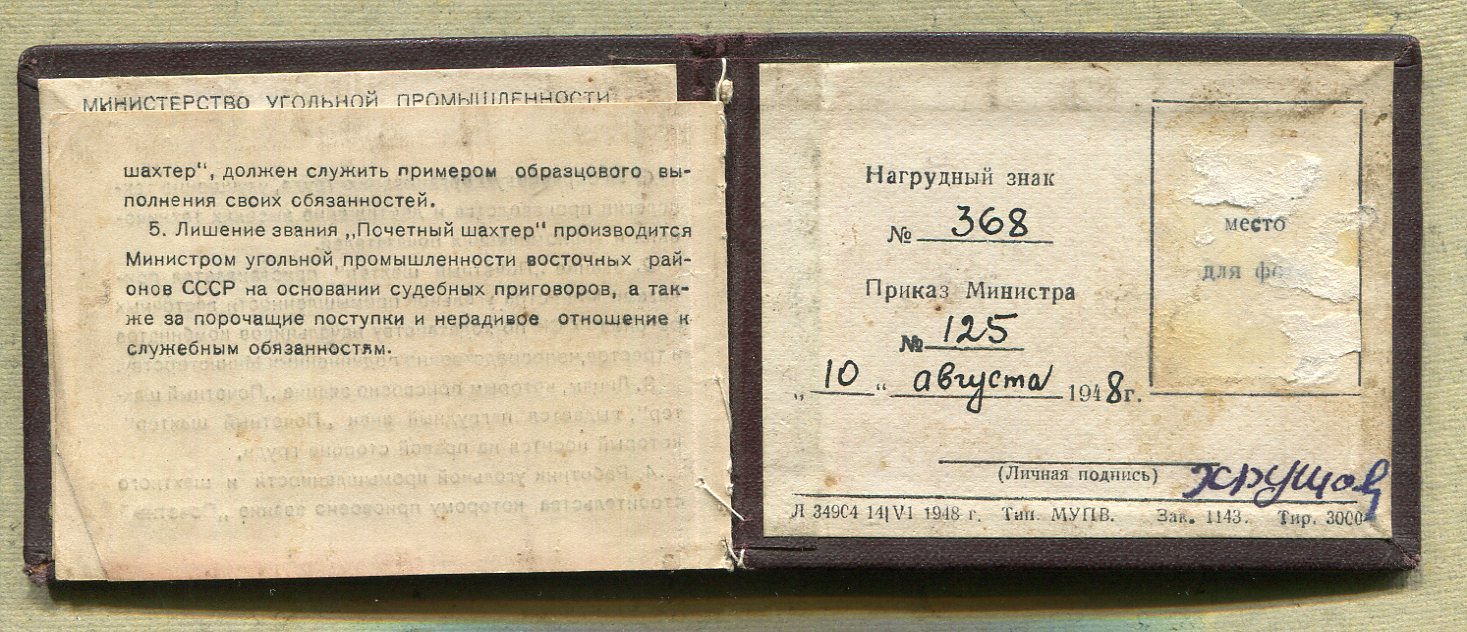 МИНИСТЕРСТВО УГОЛЬНОЙ ПРОМЫШЛЕННОСТИ
шахтер", должен служить примером образцового вы-
полнения своих обязанностей.
5. Лишение звания „Почетный шахтер" производится
Министром угольной промышленности восточных рай-
онов СССР на основании судебных приговоров, а так-
же за порочащие поступки и нерадивое отношение к
служебным обязанностям.
Нагрудный знак
№ 368
Приказ Министра
№ 125
„ 10 " августа 1948 г.
место
для фото
(Личная подпись) Хрущов
Л 34904 14|VI 1948 г. Тип. МУПВ. Зак. 1143. Тир. 3000